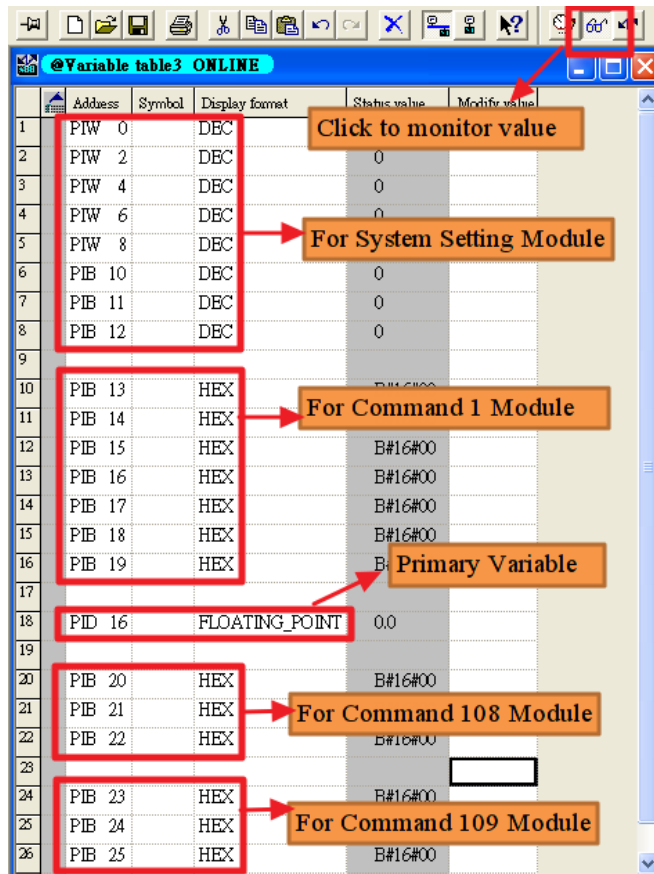 @Variable table3 ONLINE
Address Symbol Display format Status value Modify value
Click to monitor value
1 PIW 0 DEC
2 PIW 2 DEC 0
3 PIW 4 DEC 0
4 PIW 6 DEC 0
For System Setting Module
5 PIW 8 DEC
6 PIB 10 DEC 0
7 PIB 11 DEC 0
8 PIB 12 DEC 0
9
10 PIB 13 HEX B#16#00
For Command 1 Module
11 PIB 14 HEX
12 PIB 15 HEX B#16#00
13 PIB 16 HEX B#16#00
14 PIB 17 HEX B#16#00
15 PIB 18 HEX B#16#00
16 PIB 19 HEX B#
Primary Variable
17
18 PID 16 FLOATING_POINT 0.0
19
20 PIB 20 HEX B#16#00
21 PIB 21 HEX
For Command 108 Module
22 PIB 22 HEX B#16#00
23
24 PIB 23 HEX B#16#00
25 PIB 24 HEX
For Command 109 Module
26 PIB 25 HEX B#16#00